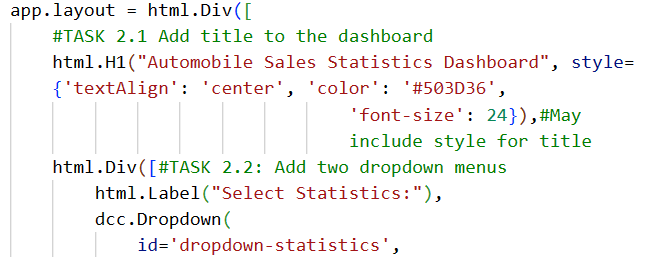 app.layout = html.Div([
#TASK 2.1 Add title to the dashboard
html.H1("Automobile Sales Statistics Dashboard", style=
{'textAlign': 'center', 'color': '#503D36',
'font-size': 24}),#May
include style for title
html.Div([#TASK 2.2: Add two dropdown menus
html.Label("Select Statistics:"),
dcc.Dropdown(
id='dropdown-statistics',